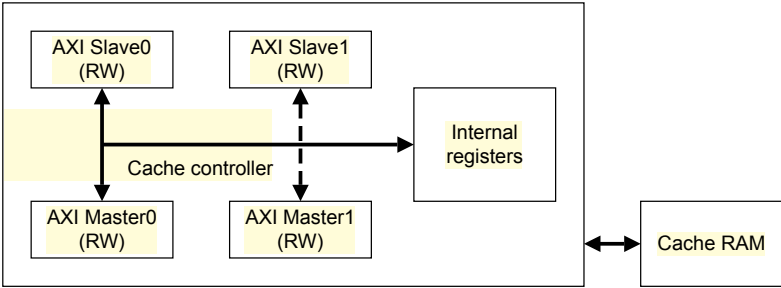 AXI Slave0
(RW)
AXI Slave1
(RW)
Internal
registers
Cache controller
AXI Master0
(RW)
AXI Master1
(RW)
Cache RAM